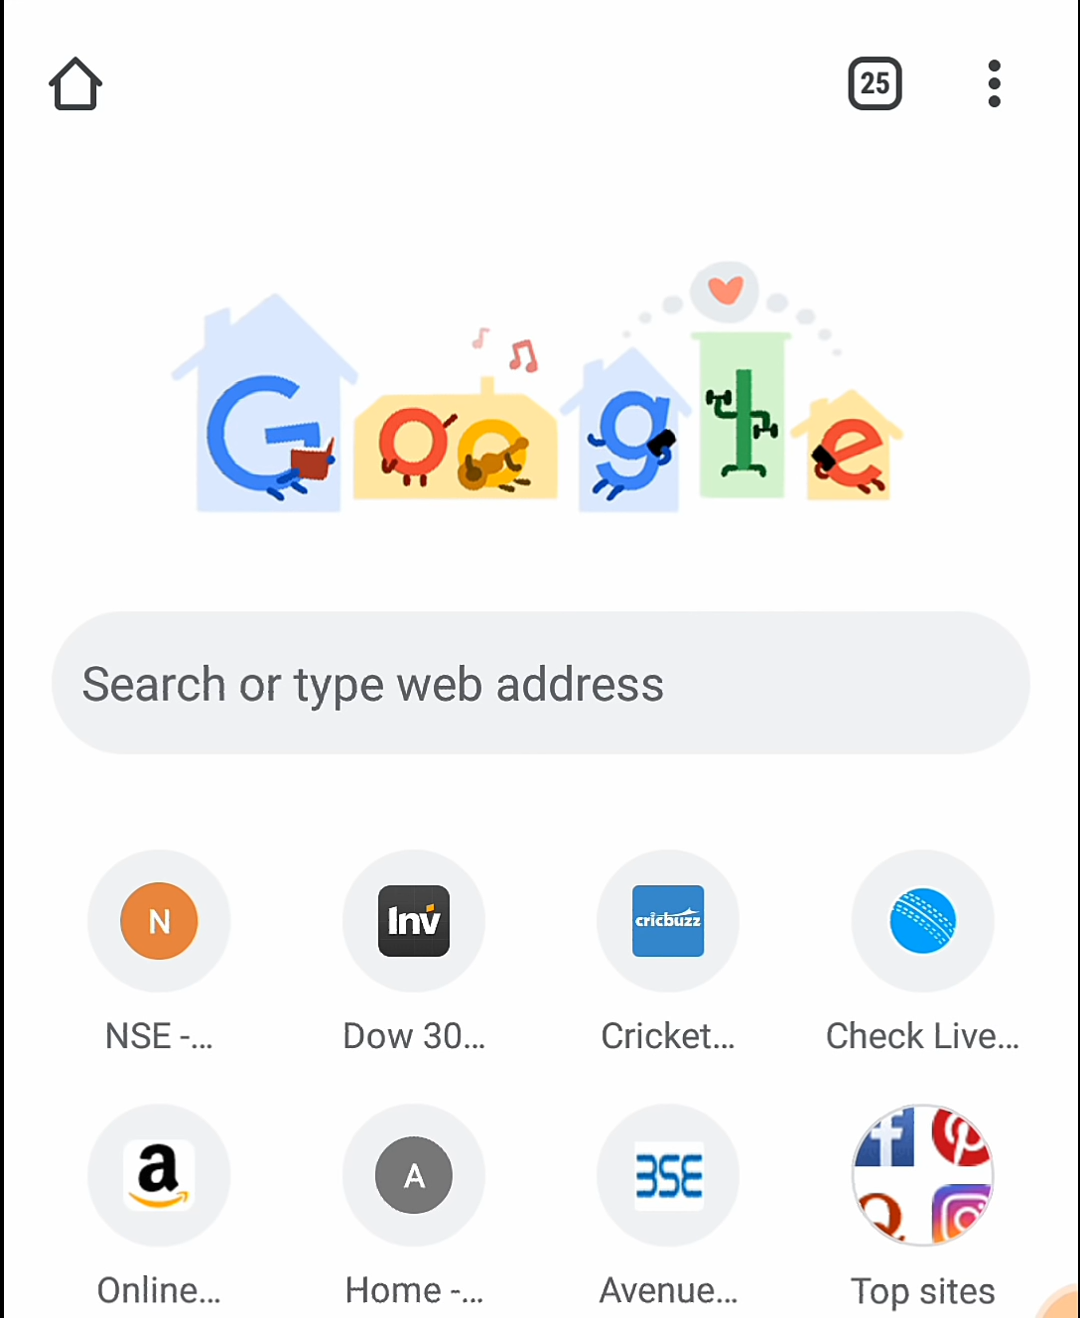 25
Google
Search or type web address
N
Inv
cricbuzz
NSE -...
Dow 30...
Cricket...
Check Live...
a
A
BSE
Online...
Home -...
Avenue...
Top sites